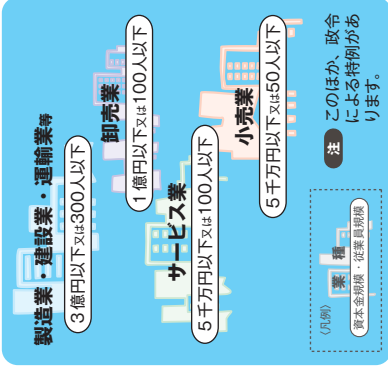 製造業・建設業・運輸業等
3億円以下又は300人以下
卸売業
1億円以下又は100人以下
サービス業
5千万円以下又は100人以下
小売業
5千万円以下又は50人以下
〈凡例〉
業種
資本金規模・従業員規模
注 このほか、政令
による特例があ
ります。